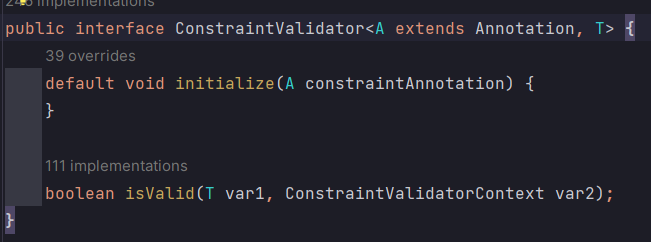 246 implementations
public interface ConstraintValidator<A extends Annotation, T> {
39 overrides
default void initialize(A constraintAnnotation) {
}
111 implementations
boolean isValid(T var1, ConstraintValidatorContext var2);
}